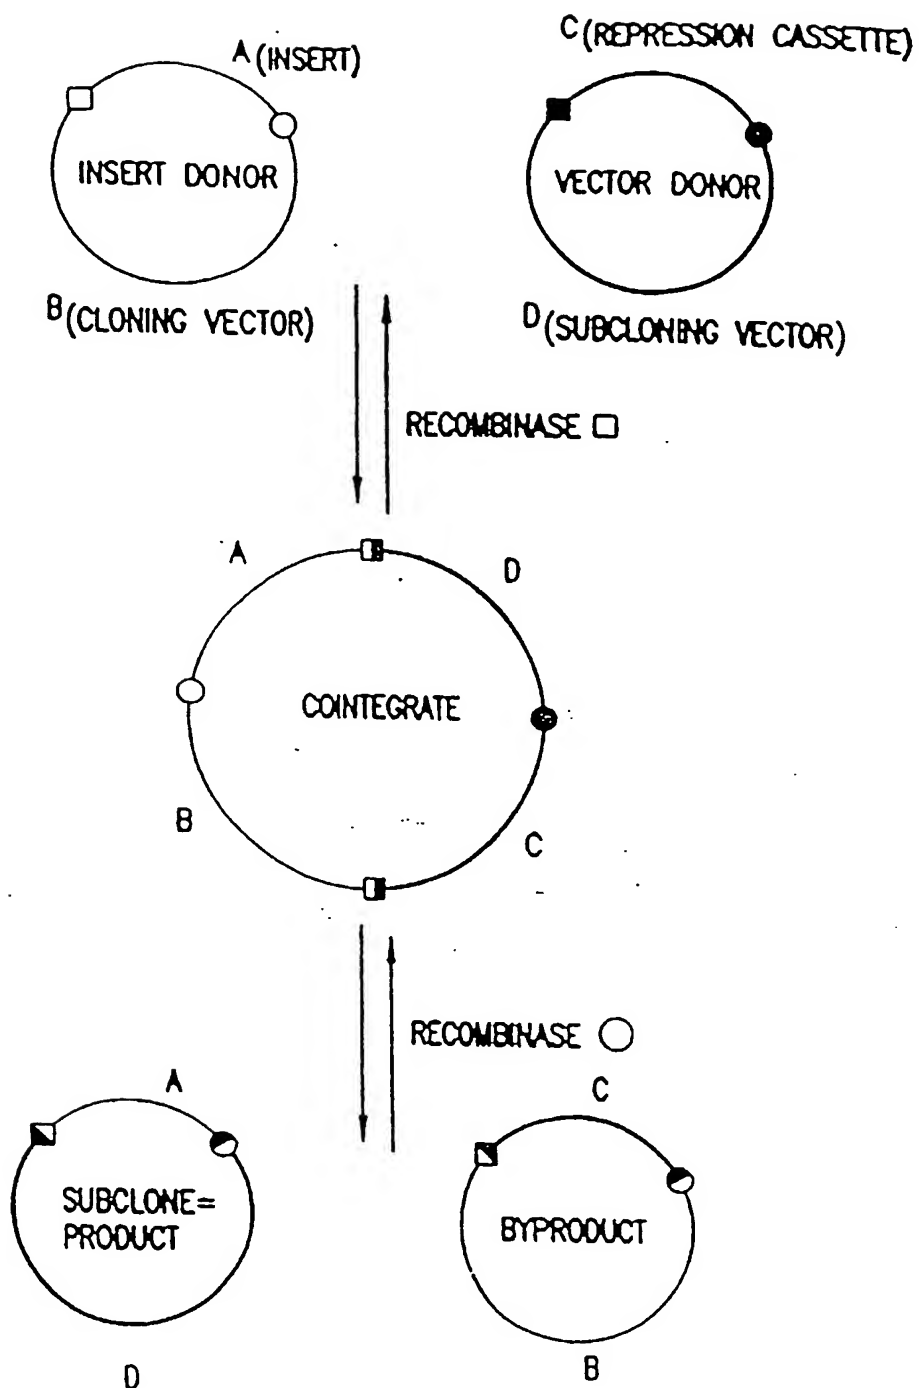 A (INSERT)
C (REPRESSION CASSETTE)
INSERT DONOR
VECTOR DONOR
B (CLONING VECTOR)
D (SUBCLONING VECTOR)
RECOMBINASE
A
D
COINTEGRATE
B
C
RECOMBINASE
A
C
SUBCLONE=
PRODUCT
BYPRODUCT
D
B